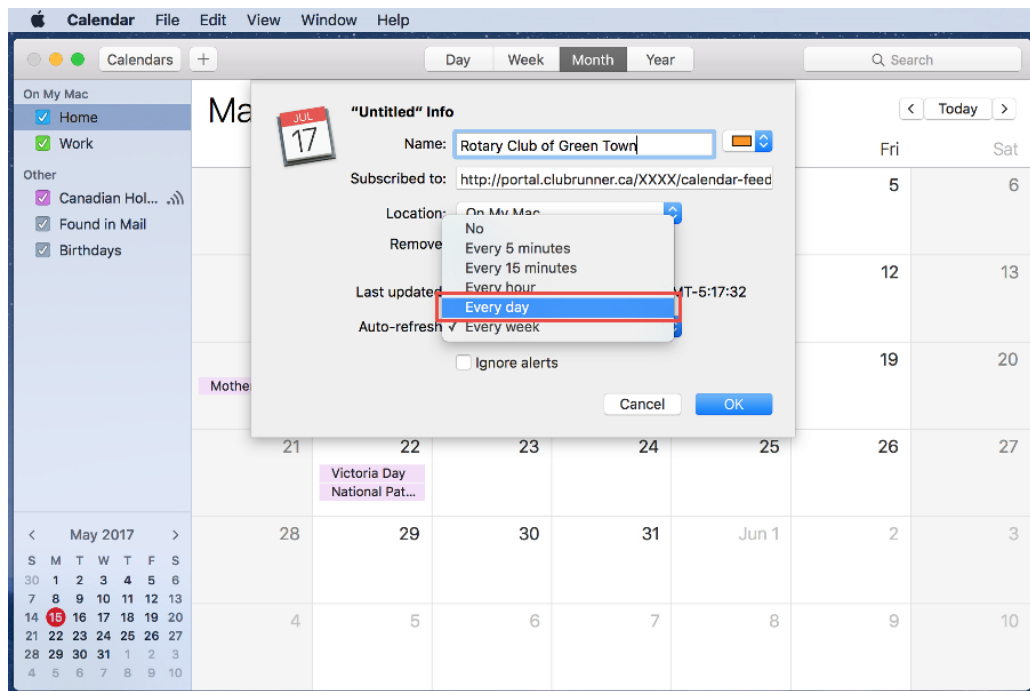 Calendar File Edit View Window Help
Calendars + Day Week Month Year Search
On My Mac
Home
Work
Other
Canadian Hol...
Found in Mail
Birthdays
Ma
< Today >
Fri Sat
JUL
17
“Untitled“ Info
Name: Rotary Club of Green Town
Subscribed to: http://portal.clubrunner.ca/XXXX/calendar-feed
Location: On My Mac
Remove
No
Every 5 minutes
Every 15 minutes
Every hour
Every day
✓ Every week
Last updated MT-5:17:32
Auto-refresh
Ignore alerts
Cancel OK
5 6
12 13
19 20
Mothe
21 22 23 24 25 26 27
Victoria Day
National Pat...
28 29 30 31 Jun 1 2 3
4 5 6 7 8 9 10
< May 2017 >
S M T W T F S
30 1 2 3 4 5 6
7 8 9 10 11 12 13
14 15 16 17 18 19 20
21 22 23 24 25 26 27
28 29 30 31 1 2 3
4 5 6 7 8 9 10